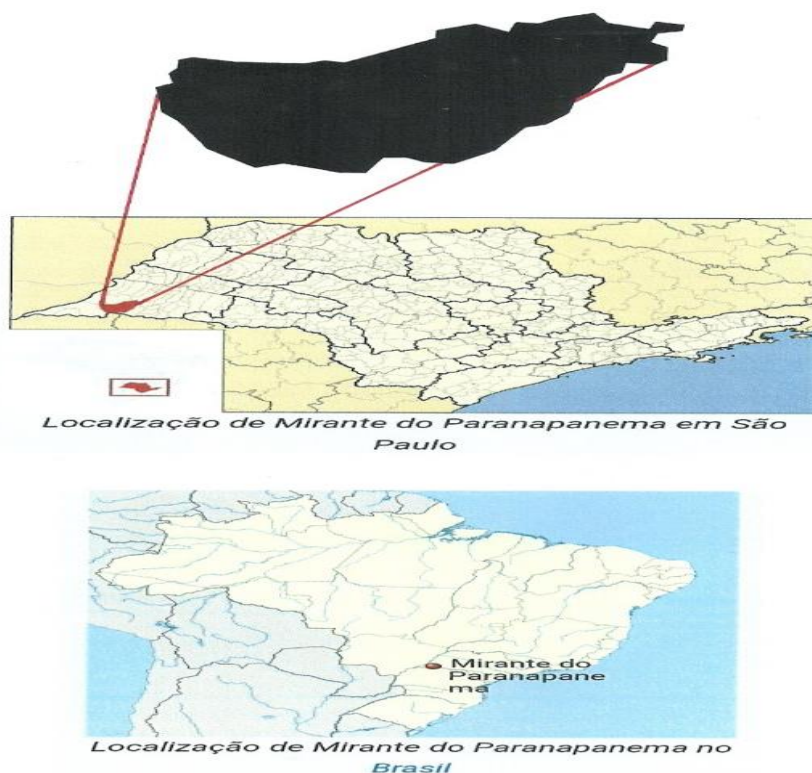 Localização de Mirante do Paranapanema em São
Paulo
Mirante do
Paranapane
ma
Localização de Mirante do Paranapanema no
Brasil